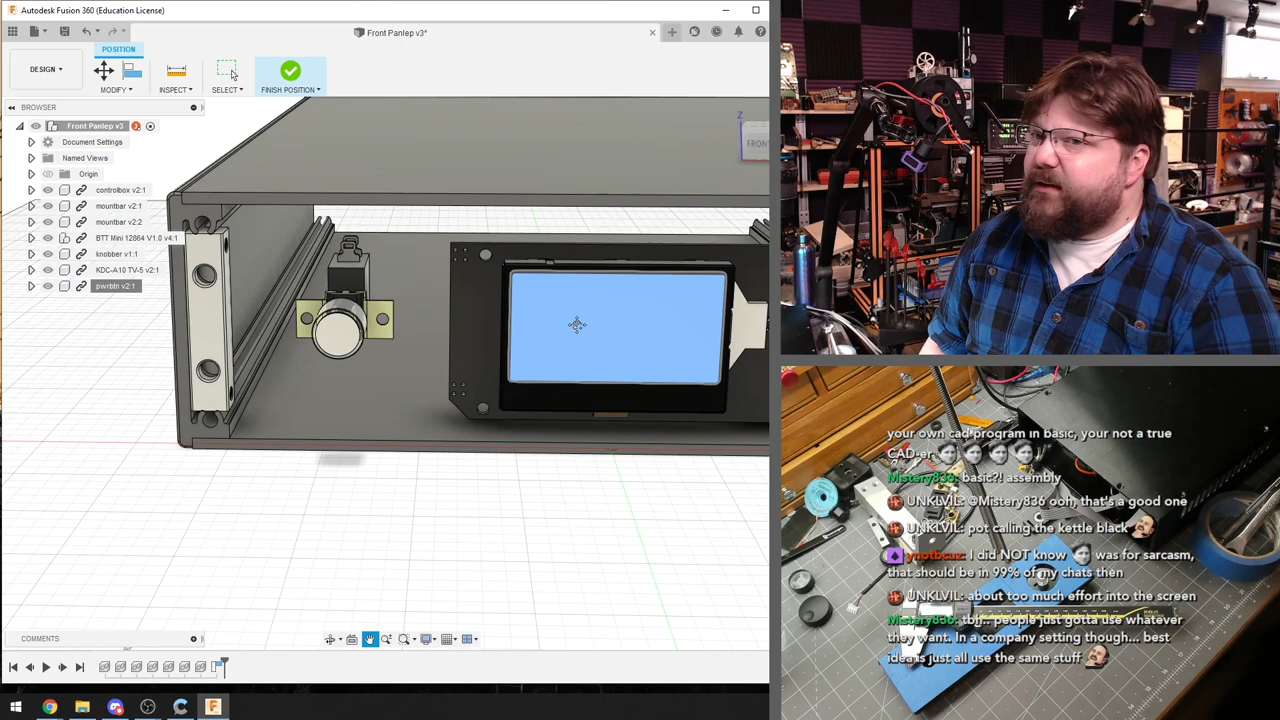 Autodesk Fusion 360 (Education License)
Front Panlep v3*
POSITION
DESIGN
MODIFY
INSPECT
SELECT
FINISH POSITION
BROWSER
Front Panlep v3
Document Settings
Named Views
Origin
controlbox v2:1
mountbar v2:1
mountbar v2:2
BTT Mini 12864 V1.0 v4:1
knobber v1:1
KDC-A10 TV-5 v2:1
pwrbtn v2:1
Z
FRONT
COMMENTS
your own cad program in basic, your not a true
CAD-er
Mistery836: basic?! assembly
UNKLVIL: @Mistery836 ooh, that's a good one
UNKLVIL: pot calling the kettle black
ynotbcuz: I did NOT know was for sarcasm,
that should be in 99% of my chats then
UNKLVIL: about too much effort into the screen
Mistery836: tbh.. people just gotta use whatever
they want. In a company setting though... best
idea is just all use the same stuff